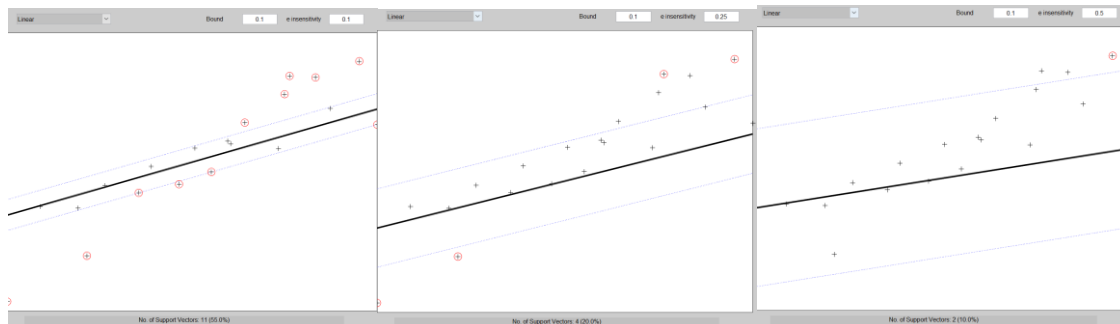 Linear Bound 0.1 e insensitivity 0.1
No. of Support Vectors: 11 (55.0%)
Linear Bound 0.1 e insensitivity 0.25
No. of Support Vectors: 4 (20.0%)
Linear Bound 0.1 e insensitivity 0.5
No. of Support Vectors: 2 (10.0%)